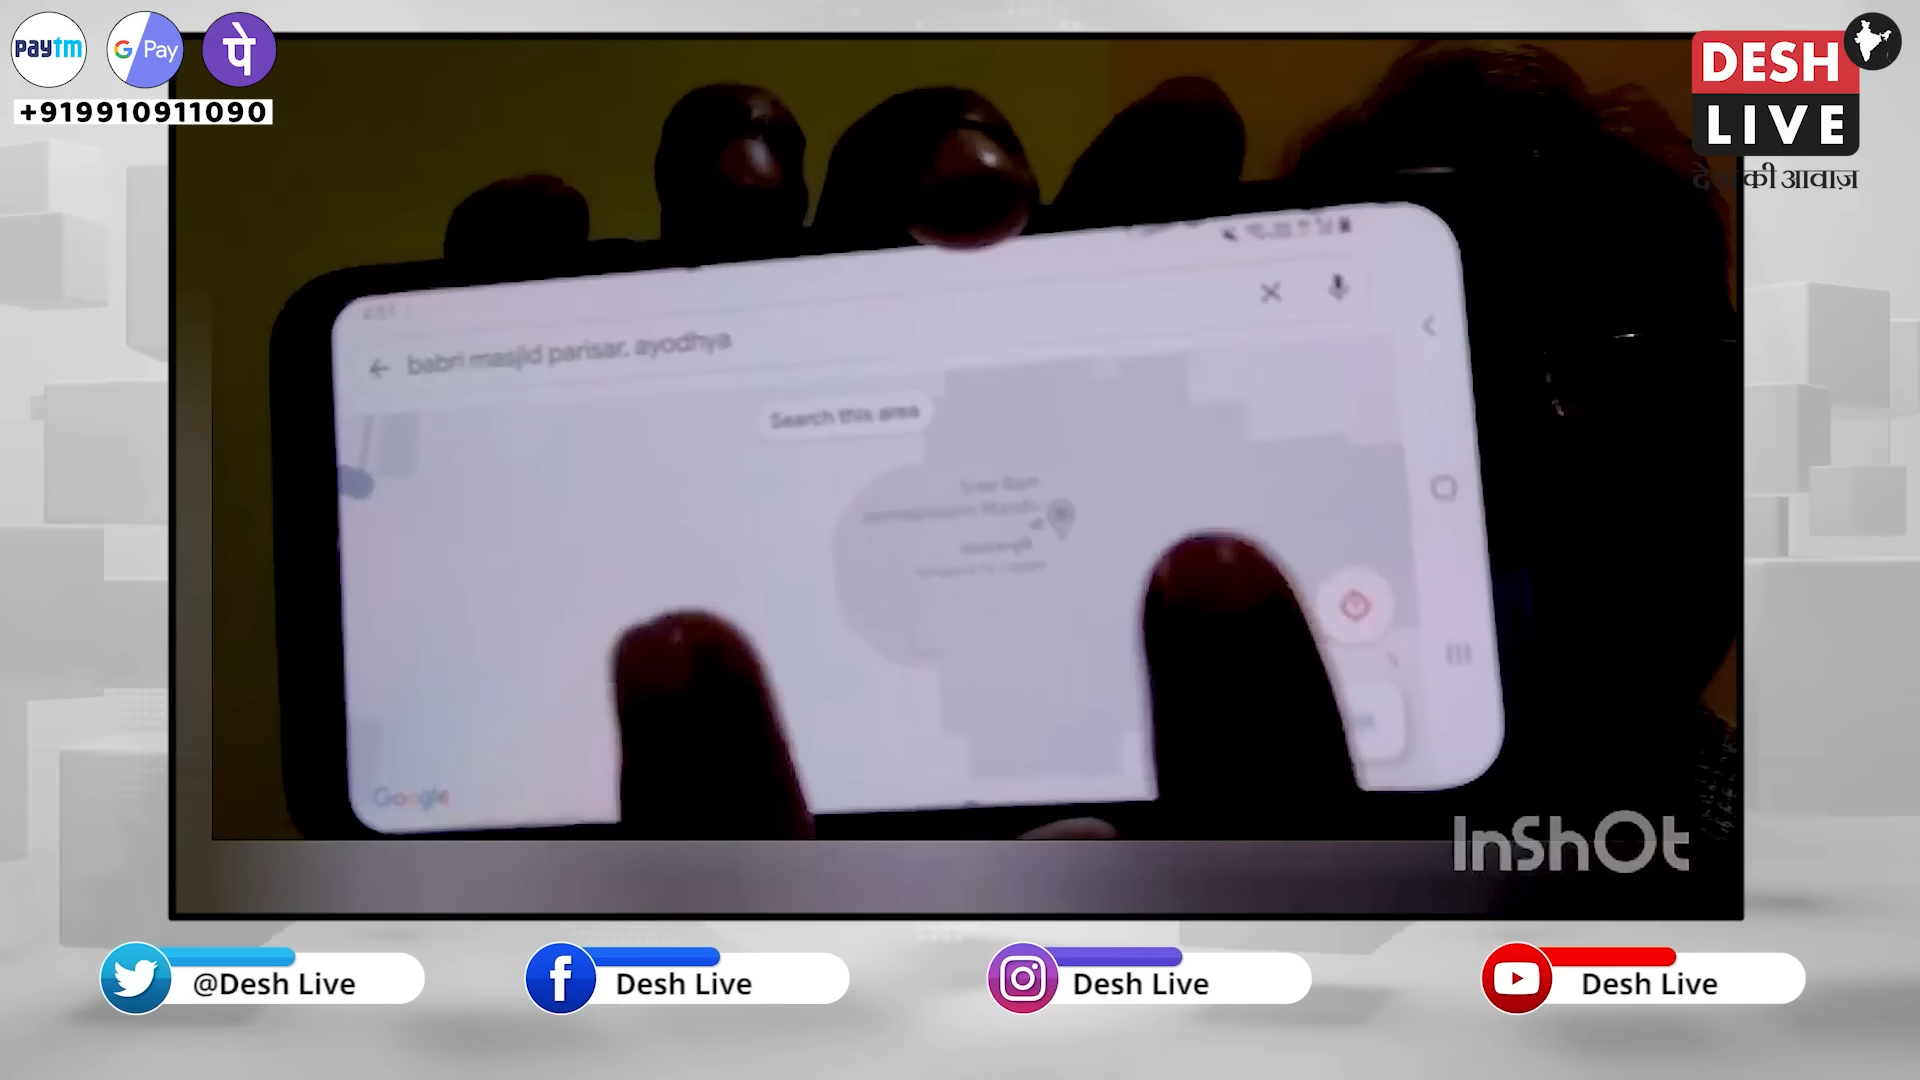 paytm
G Pay
पे
+919910911090
DESH
LIVE
की आवाज़
babri masjid parisar, ayodhya
Search this area
Google
InShOt
@Desh Live
Desh Live
Desh Live
Desh Live